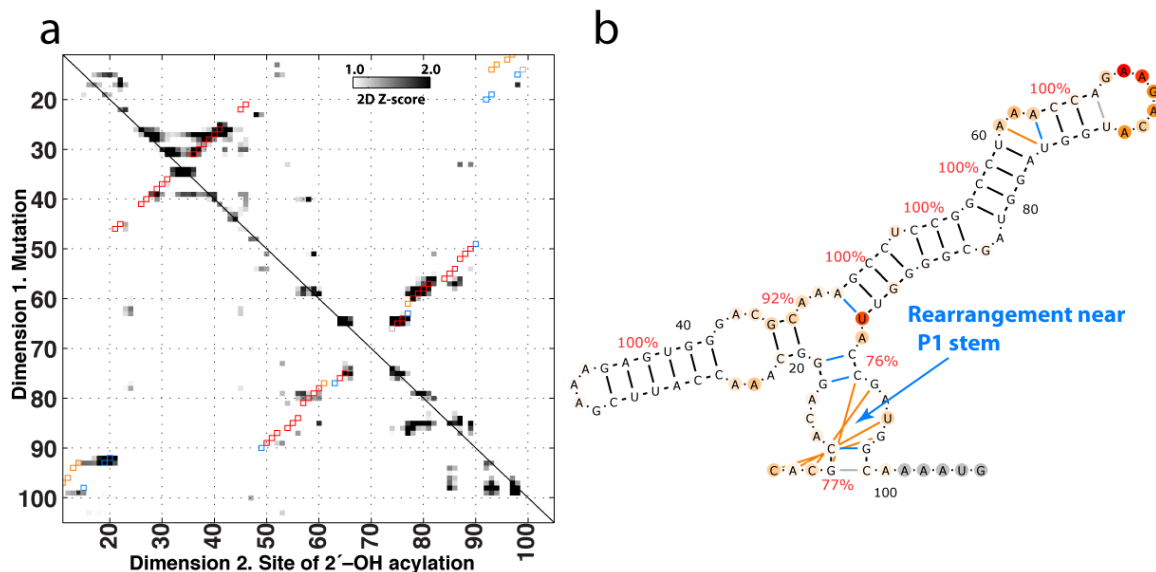 a
b
1.0 2.0
2D Z-score
20
30
40
50
60
70
80
90
100
Dimension 1. Mutation
20 30 40 50 60 70 80 90 100
Dimension 2. Site of 2´–OH acylation
100%
100%
100%
100%
92%
100%
76%
77%
60
80
40
20
100
CACGCACAGGGCAAACCAUUCGAAAGAGUGGGACGCAAAGCCUCCGGCCUAAACCAGAAGACAUGGUAGGUAGCGGGGUUACCGAUGGCAAAAUG
Rearrangement near
P1 stem